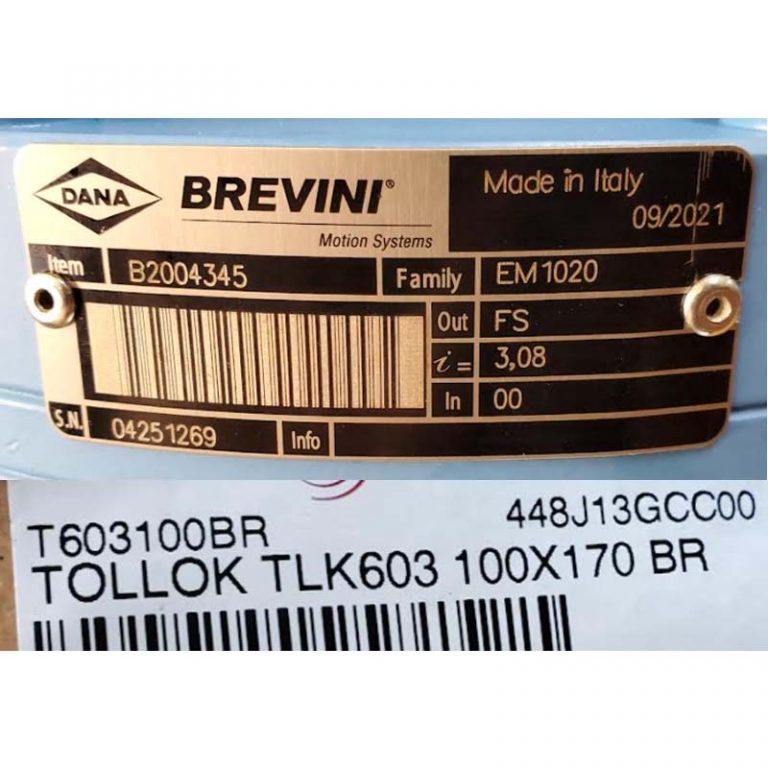 DANA
BREVINI®
Motion Systems
Made in Italy
09/2021
Item B2004345 Family EM1020
Out FS
i = 3,08
In 00
S.N. 04251269 Info
T603100BR 448J13GCC00
TOLLOK TLK603 100X170 BR